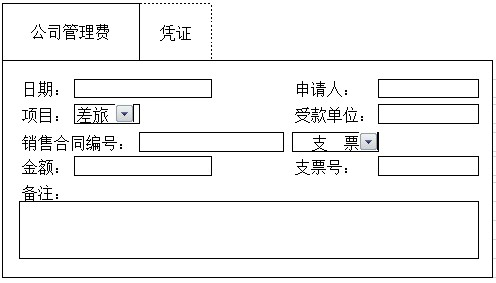 公司管理费 凭证
日期： 申请人：
项目： 差旅 受款单位：
销售合同编号： 支 票
金额： 支票号：
备注：